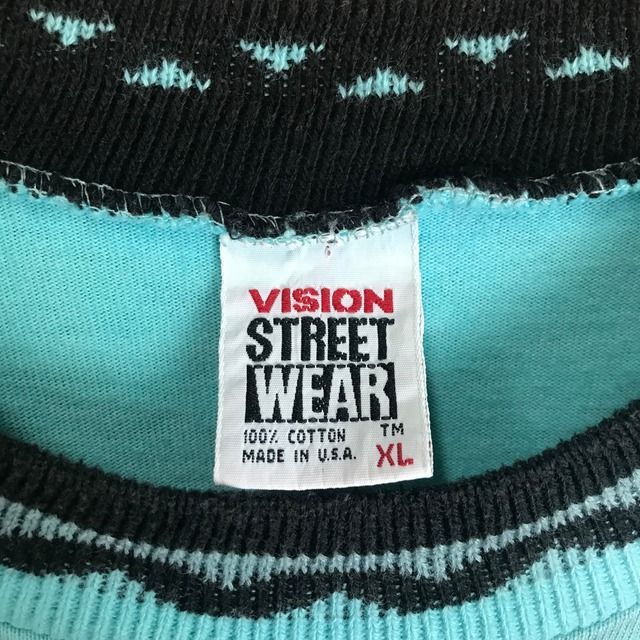 VISION
STREET
WEAR
TM
100% COTTON
MADE IN U.S.A. XL